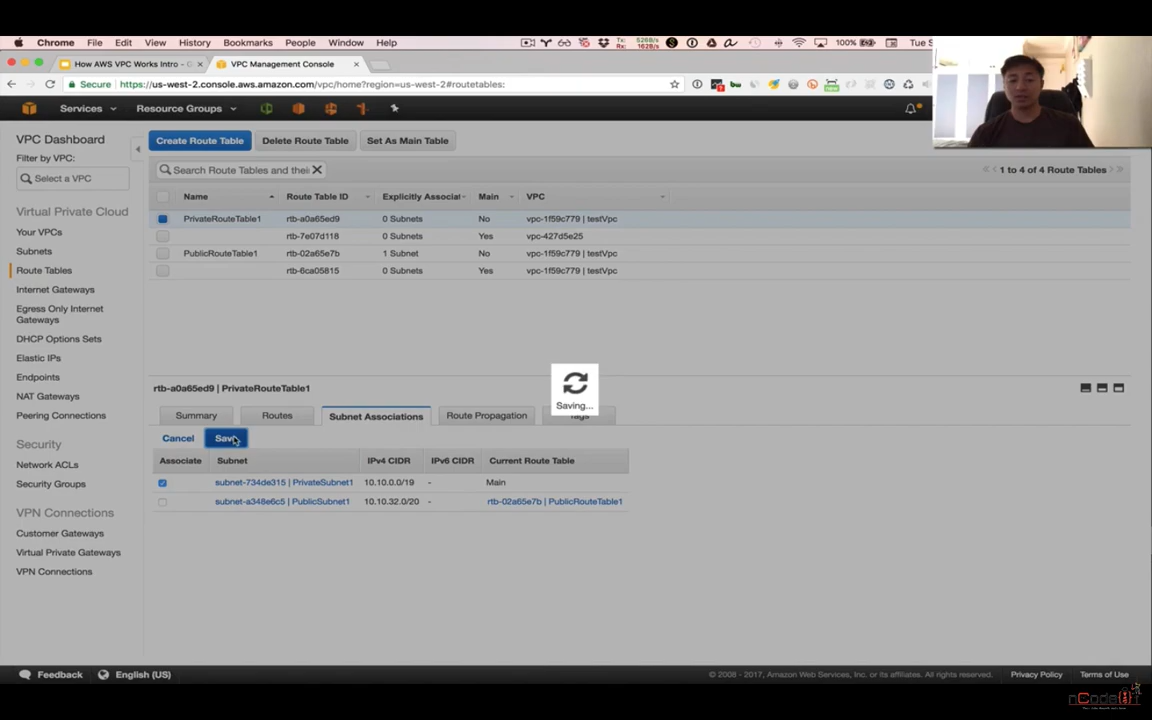 Chrome File Edit View History Bookmarks People Window Help 100% Tue S
How AWS VPC Works Intro - G VPC Management Console
Secure https://us-west-2.console.aws.amazon.com/vpc/home?region=us-west-2#routetables:
Services Resource Groups
VPC Dashboard
Filter by VPC:
Select a VPC
Virtual Private Cloud
Your VPCs
Subnets
Route Tables
Internet Gateways
Egress Only Internet
Gateways
DHCP Options Sets
Elastic IPs
Endpoints
NAT Gateways
Peering Connections
Security
Network ACLs
Security Groups
VPN Connections
Customer Gateways
Virtual Private Gateways
VPN Connections
Create Route Table Delete Route Table Set As Main Table
Search Route Tables and thei X 1 to 4 of 4 Route Tables
Name Route Table ID Explicitly Associat Main VPC
PrivateRouteTable1 rtb-a0a65ed9 0 Subnets No vpc-1f59c779 | testVpc
rtb-7e07d118 0 Subnets Yes vpc-427d5e25
PublicRouteTable1 rtb-02a65e7b 1 Subnet No vpc-1f59c779 | testVpc
rtb-6ca05815 0 Subnets Yes vpc-1f59c779 | testVpc
rtb-a0a65ed9 | PrivateRouteTable1
Saving...
Summary Routes Subnet Associations Route Propagation Tags
Cancel Save
Associate Subnet IPv4 CIDR IPv6 CIDR Current Route Table
subnet-734de315 | PrivateSubnet1 10.10.0.0/19 - Main
subnet-a348e6c5 | PublicSubnet1 10.10.32.0/20 - rtb-02a65e7b | PublicRouteTable1
Feedback English (US) © 2008 - 2017, Amazon Web Services, Inc. or its affiliates. All rights reserved. Privacy Policy Terms of Use